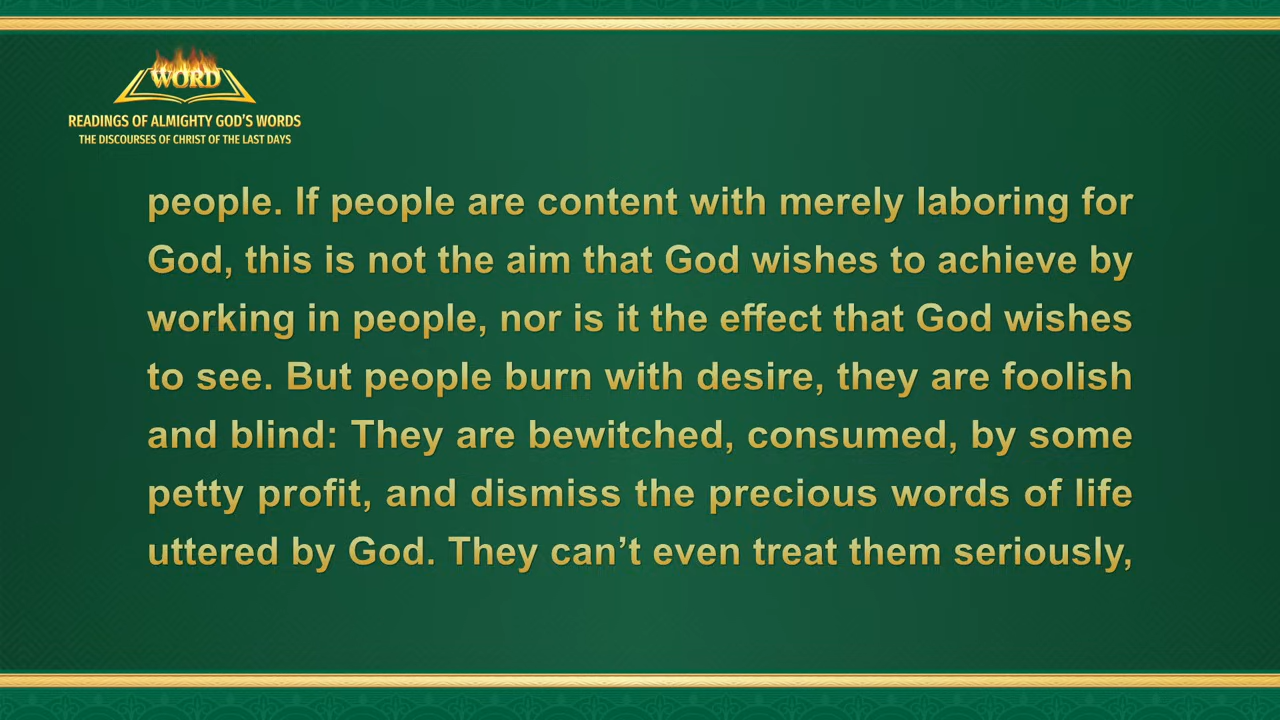 WORD
READINGS OF ALMIGHTY GOD'S WORDS
THE DISCOURSES OF CHRIST OF THE LAST DAYS
people. If people are content with merely laboring for
God, this is not the aim that God wishes to achieve by
working in people, nor is it the effect that God wishes
to see. But people burn with desire, they are foolish
and blind: They are bewitched, consumed, by some
petty profit, and dismiss the precious words of life
uttered by God. They can’t even treat them seriously,